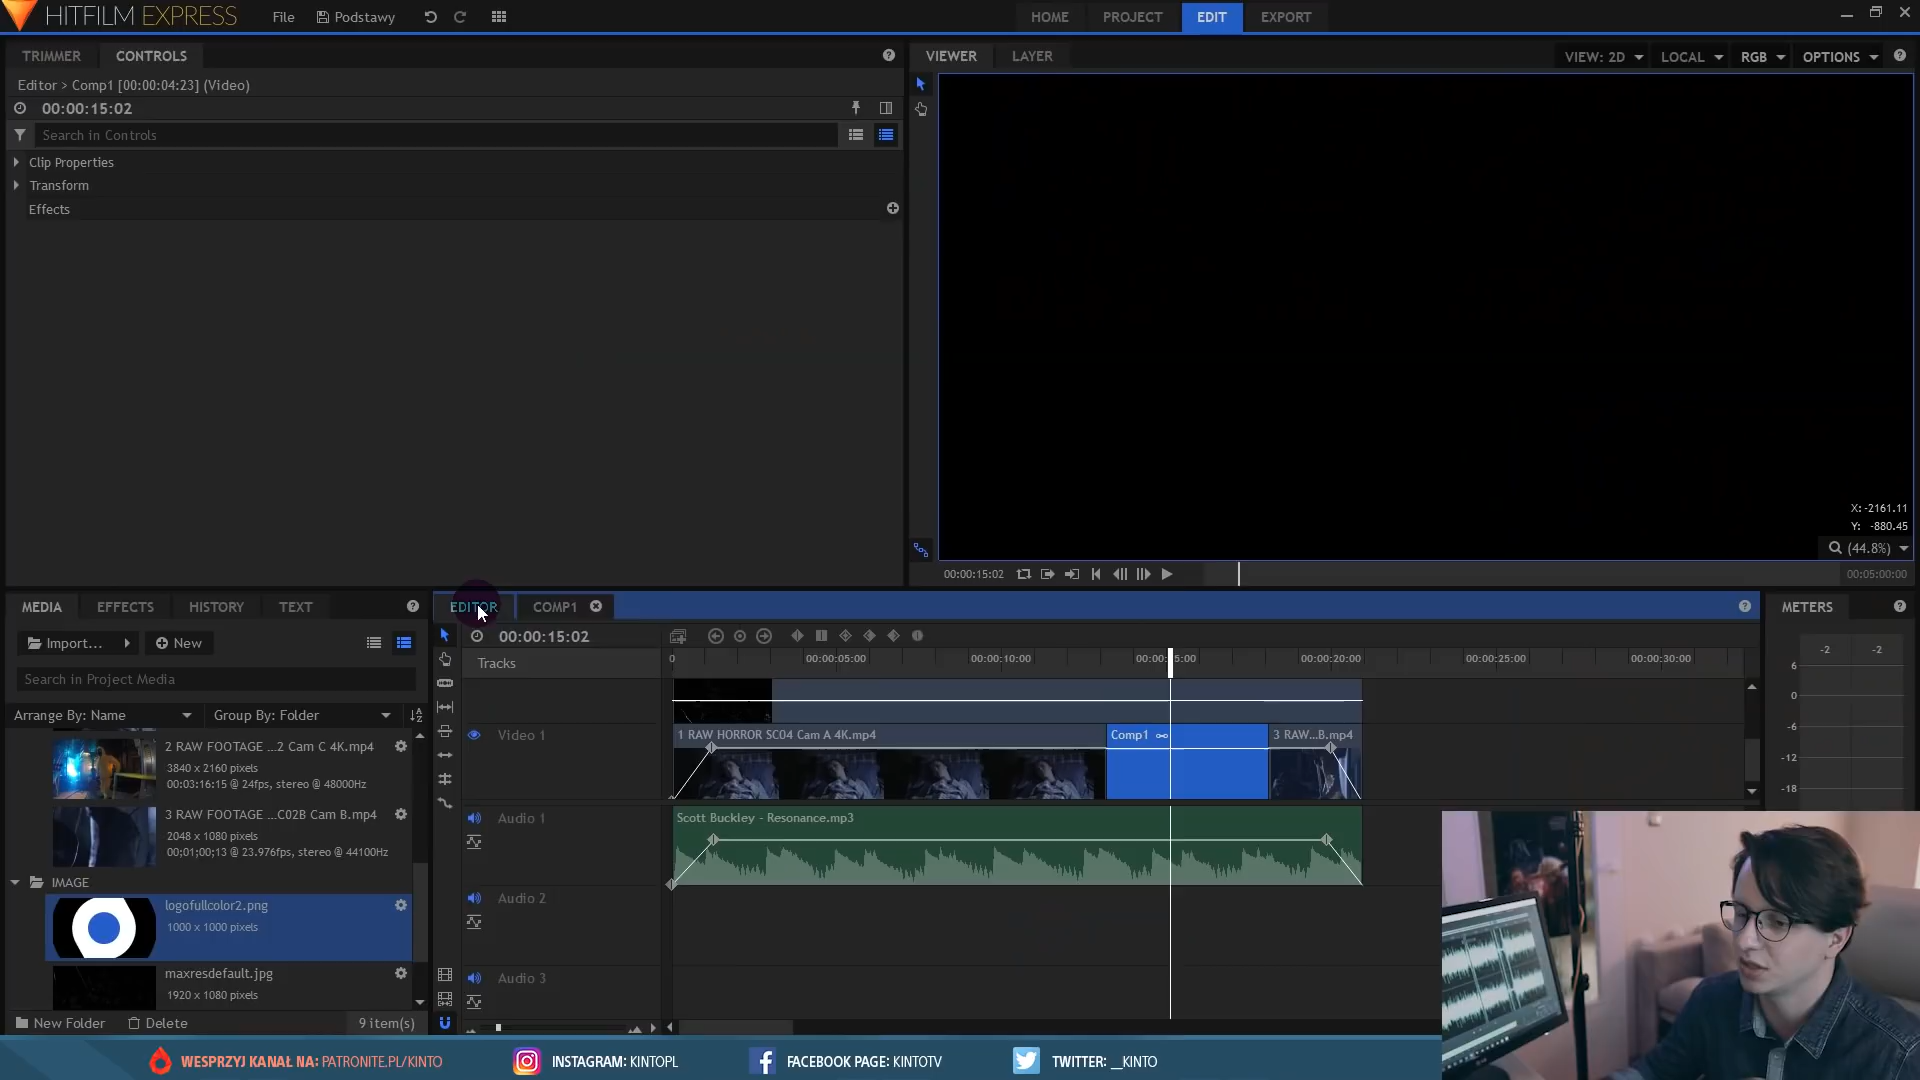 HITFILM EXPRESS
File
Podstawy
HOME
PROJECT
EDIT
EXPORT
TRIMMER
CONTROLS
Editor > Comp1 [00:00:04:23] (Video)
00:00:15:02
Search in Controls
Clip Properties
Transform
Effects
VIEWER
LAYER
VIEW: 2D
LOCAL
RGB
OPTIONS
X: -2161.11
Y: -880.45
(44.8%)
00:00:15:02
00:05:00:00
MEDIA
EFFECTS
HISTORY
TEXT
Import...
New
Search in Project Media
Arrange By: Name
Group By: Folder
2 RAW FOOTAGE ...2 Cam C 4K.mp4
3840 x 2160 pixels
00:03:16:15 @ 24fps, stereo @ 48000Hz
3 RAW FOOTAGE ...C02B Cam B.mp4
2048 x 1080 pixels
00;01;00;13 @ 23.976fps, stereo @ 44100Hz
IMAGE
logofullcolor2.png
1000 x 1000 pixels
maxresdefault.jpg
1920 x 1080 pixels
New Folder
Delete
9 item(s)
EDITOR
COMP1
00:00:15:02
Tracks
0
00:00:05:00
00:00:10:00
00:00:15:00
00:00:20:00
00:00:25:00
00:00:30:00
Video 1
1 RAW HORROR SC04 Cam A 4K.mp4
Comp1
3 RAW...B.mp4
Audio 1
Scott Buckley - Resonance.mp3
Audio 2
Audio 3
METERS
-2
-2
6
0
-6
-12
-18
WESPRZYJ KANAŁ NA: PATRONITE.PL/KINTO
INSTAGRAM: KINTOPL
FACEBOOK PAGE: KINTOTV
TWITTER: __KINTO